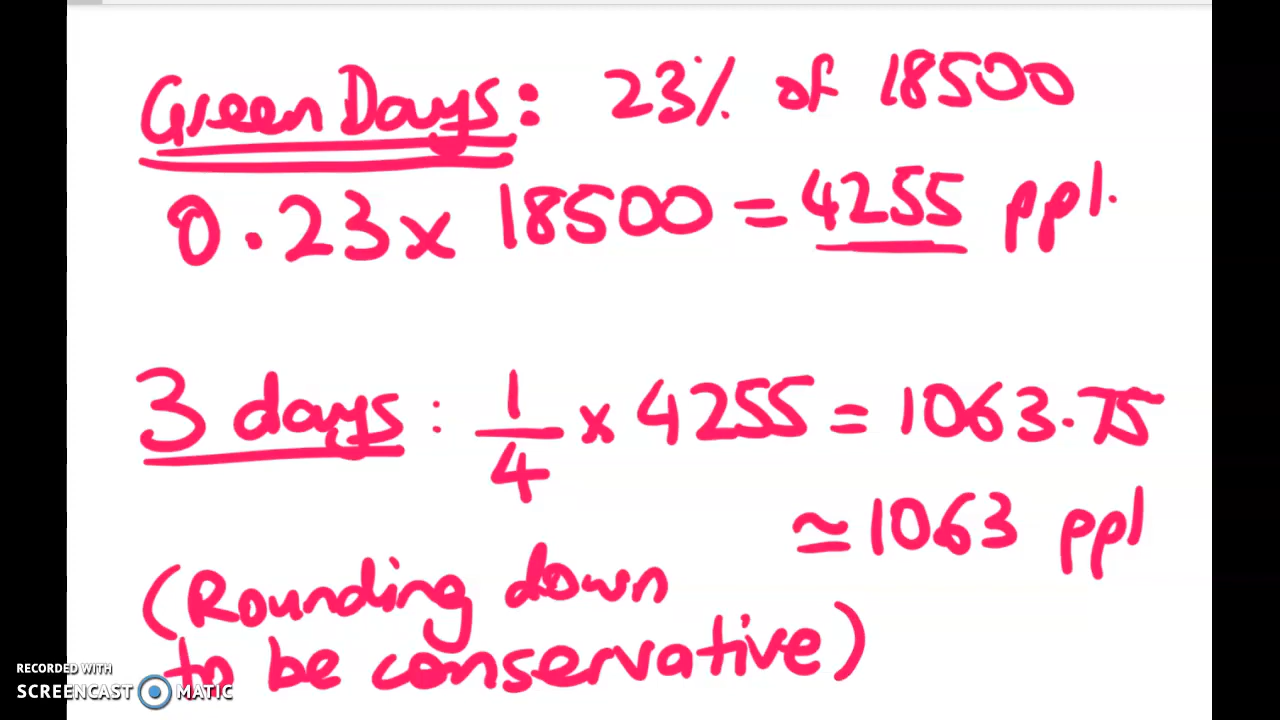 Green Days: 23% of 18500
0.23 x 18500 = 4255 ppl.
3 days: 1/4 x 4255 = 1063.75
≃ 1063 ppl
(Rounding down
to be conservative)
RECORDED WITH
SCREENCAST MATIC